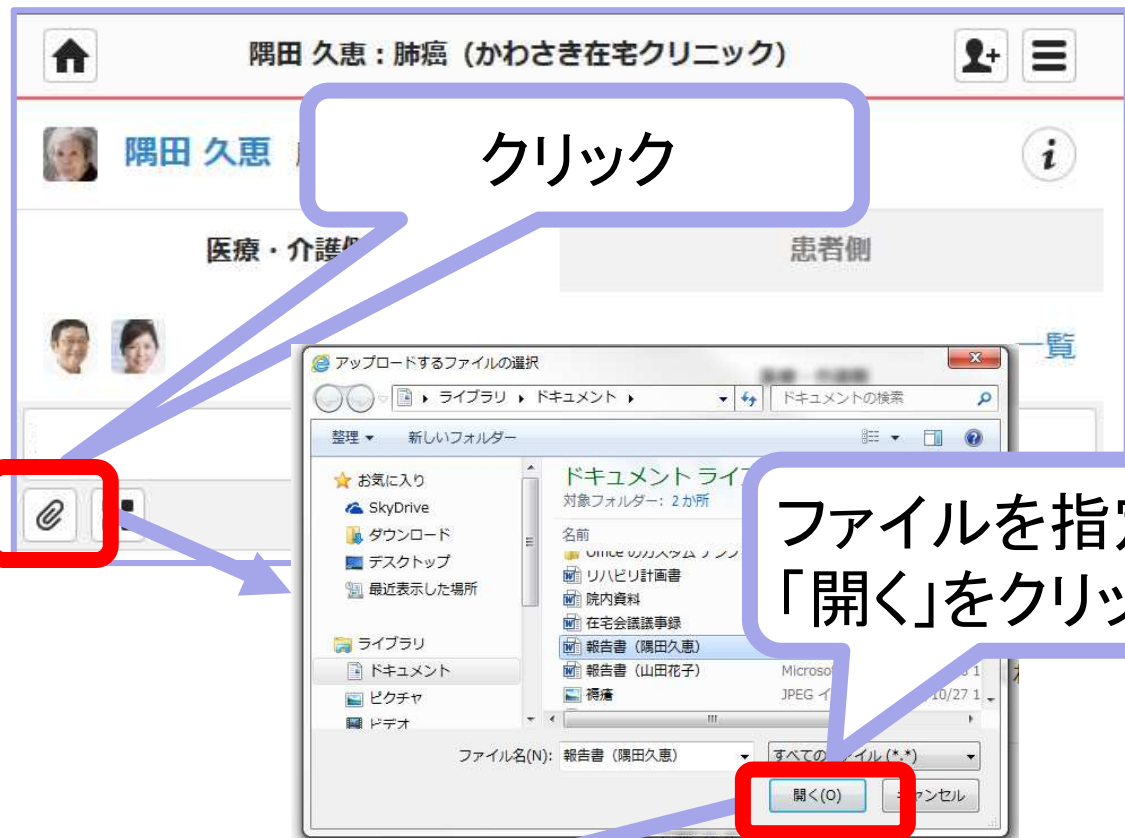 隅田 久恵：肺癌（かわさき在宅クリニック）
隅田 久恵
クリック
医療・介護
患者側
一覧
アップロードするファイルの選択
ライブラリ ▸ ドキュメント ▸
ドキュメントの検索
整理 ▼ 新しいフォルダー
お気に入り
SkyDrive
ダウンロード
デスクトップ
最近表示した場所
ライブラリ
ドキュメント
ピクチャ
ビデオ
ドキュメント ライ
対象フォルダー: 2 か所
名前
リハビリ計画書
院内資料
在宅会議議事録
報告書（隅田久恵）
報告書（山田花子）
Microso
褥瘡
JPEG イ
10/27 1
ファイルを指
「開く」をクリッ
ファイル名(N): 報告書（隅田久恵）
すべての イル (*.*)
開く(O)
ャンセル